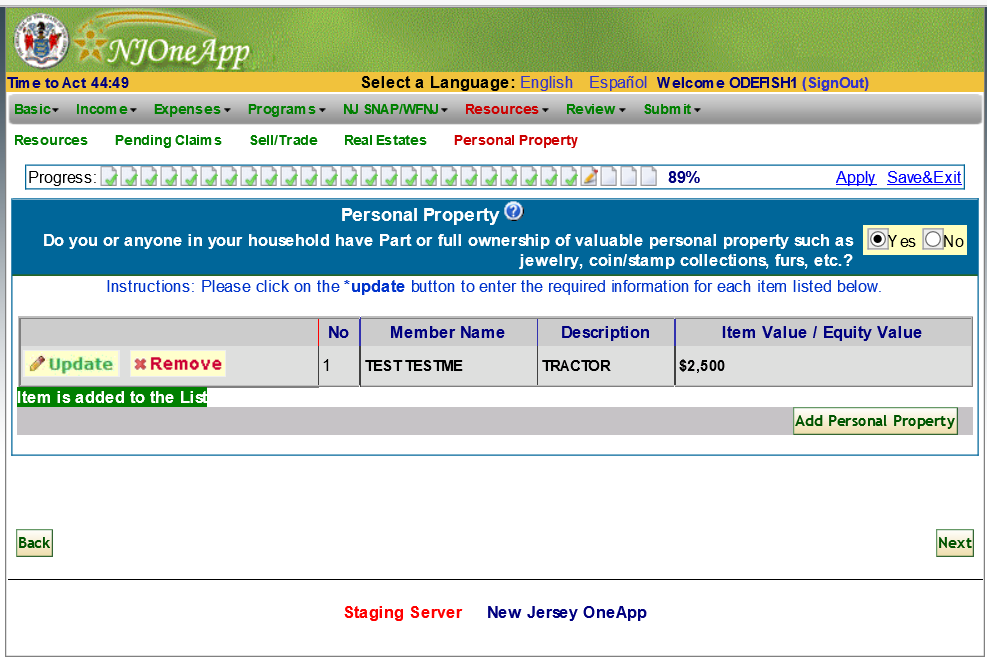 NJOneApp
Time to Act 44:49 Select a Language: English Español Welcome ODEFISH1 (SignOut)
Basic Income Expenses Programs NJ SNAP/WFNJ Resources Review Submit
Resources Pending Claims Sell/Trade Real Estates Personal Property
Progress: 89% Apply Save&Exit
Personal Property ?
Do you or anyone in your household have Part or full ownership of valuable personal property such as
jewelry, coin/stamp collections, furs, etc.? Yes No
Instructions: Please click on the *update button to enter the required information for each item listed below.
No Member Name Description Item Value / Equity Value
Update Remove 1 TEST TESTME TRACTOR $2,500
Item is added to the List
Add Personal Property
Back Next
Staging Server New Jersey OneApp